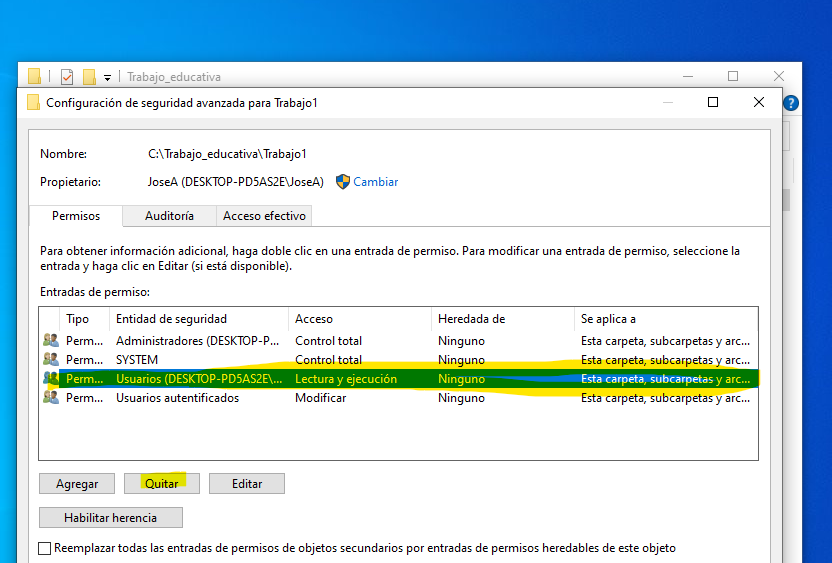 Trabajo_educativa
Configuración de seguridad avanzada para Trabajo1
?
Nombre: C:\Trabajo_educativa\Trabajo1
Propietario: JoseA (DESKTOP-PD5AS2E\JoseA) Cambiar
Permisos Auditoría Acceso efectivo
Para obtener información adicional, haga doble clic en una entrada de permiso. Para modificar una entrada de permiso, seleccione la
entrada y haga clic en Editar (si está disponible).
Entradas de permiso:
Tipo Entidad de seguridad Acceso Heredada de Se aplica a
Perm... Administradores (DESKTOP-P... Control total Ninguno Esta carpeta, subcarpetas y arc...
Perm... SYSTEM Control total Ninguno Esta carpeta, subcarpetas y arc...
Perm... Usuarios (DESKTOP-PD5AS2E\... Lectura y ejecución Ninguno Esta carpeta, subcarpetas y arc...
Perm... Usuarios autentificados Modificar Ninguno Esta carpeta, subcarpetas y arc...
Agregar Quitar Editar
Habilitar herencia
Reemplazar todas las entradas de permisos de objetos secundarios por entradas de permisos heredables de este objeto